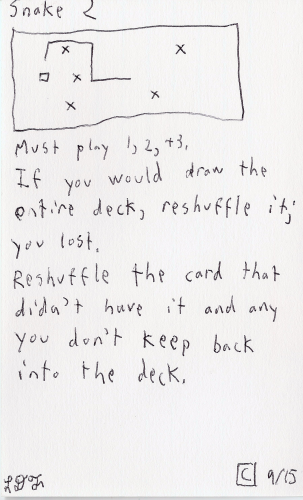 Snake 2
Must play 1, 2, +3.
If you would draw the
entire deck, reshuffle it;
you lost.
Reshuffle the card that
didn't have it and any
you don't keep back
into the deck.
C 9/15